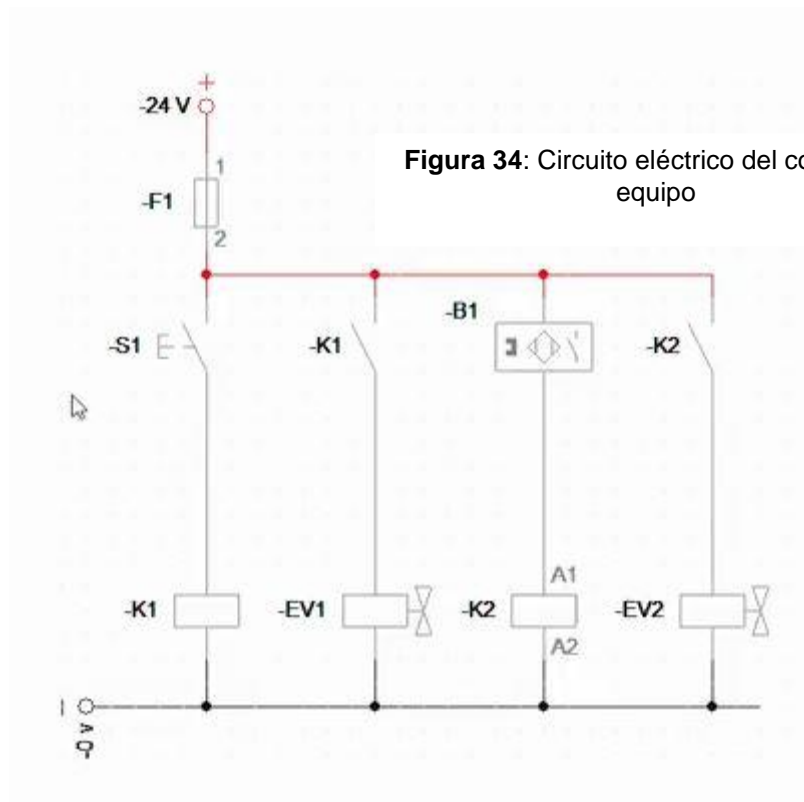 +
-24 V
Figura 34: Circuito eléctrico del co
equipo
1
-F1
2
-B1
-S1
-K1
-K2
A1
-K1
-EV1
-K2
-EV2
A2
-0 v